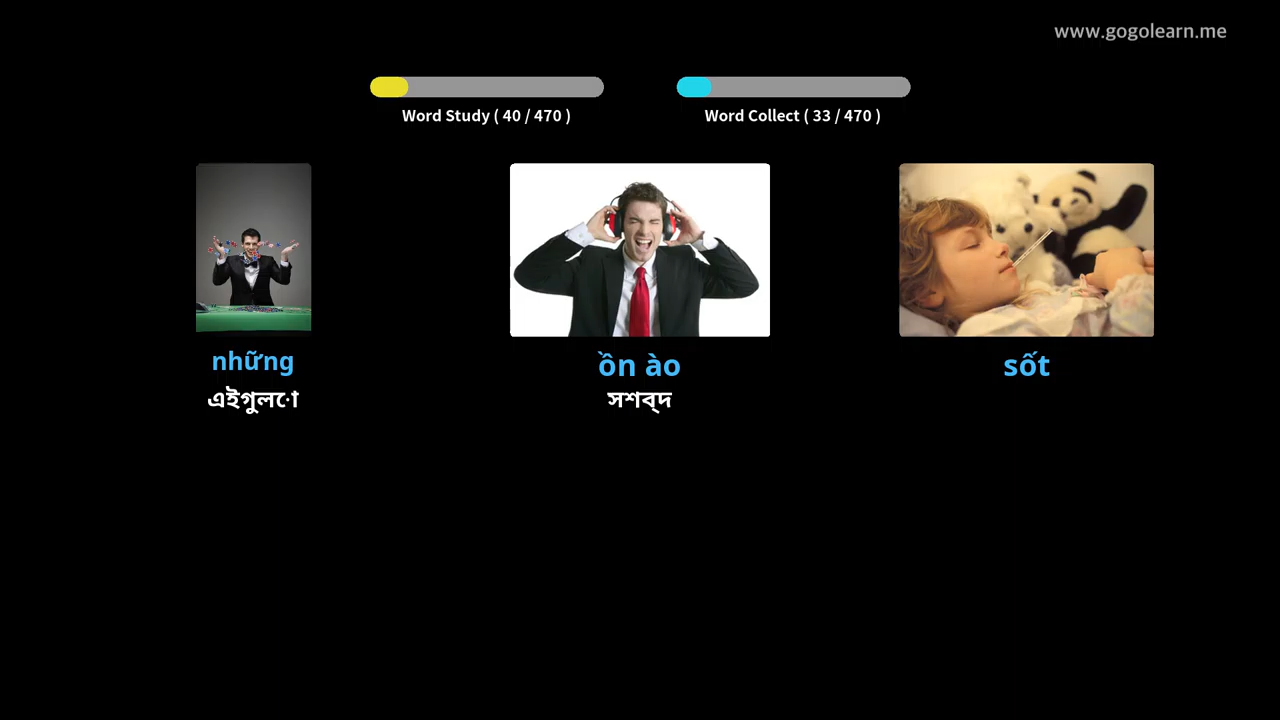 www.gogolearn.me
Word Study ( 40 / 470 )
Word Collect ( 33 / 470 )
những
ồn ào
sốt
এইগুলো
সশব্দ